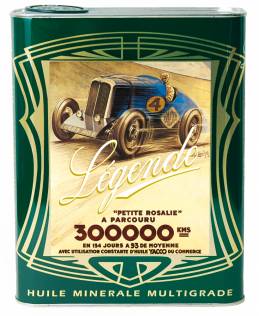 4
Légende
"PETITE ROSALIE"
A PARCOURU
300000 KMS
EN 134 JOURS A 93 DE MOYENNE
AVEC UTILISATION CONSTANTE D'HUILE YACCO DU COMMERCE
HUILE MINERALE MULTIGRADE